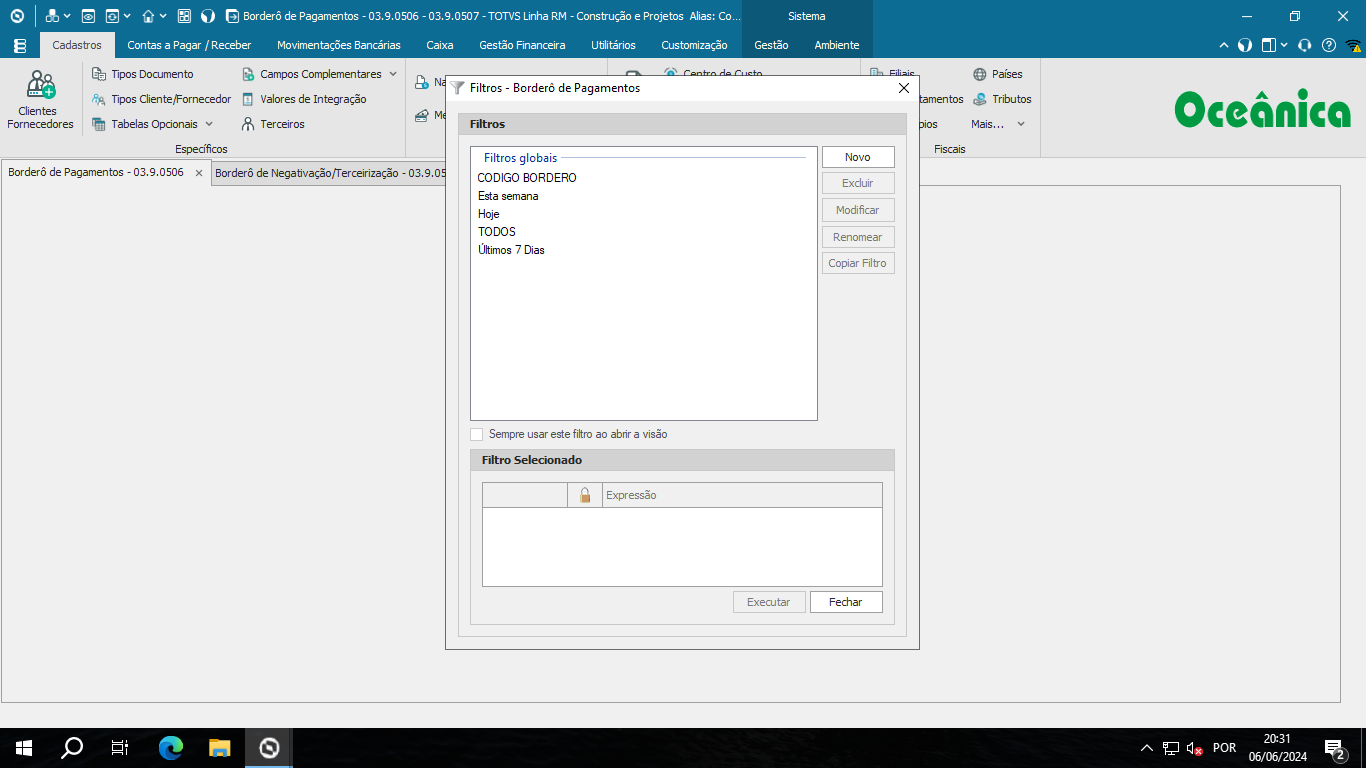 Borderô de Pagamentos - 03.9.0506 - 03.9.0507 - TOTVS Linha RM - Construção e Projetos Alias: Co...
Sistema
Cadastros
Contas a Pagar / Receber
Movimentações Bancárias
Caixa
Gestão Financeira
Utilitários
Customização
Gestão
Ambiente
Clientes
Fornecedores
Tipos Documento
Tipos Cliente/Fornecedor
Tabelas Opcionais
Campos Complementares
Valores de Integração
Terceiros
Específicos
Centro de Custo
Filiais
Países
Tributos
Mais...
Fiscais
Oceânica
Borderô de Pagamentos - 03.9.0506
Borderô de Negativação/Terceirização - 03.9.05
Filtros - Borderô de Pagamentos
Filtros
Filtros globais
CODIGO BORDERO
Esta semana
Hoje
TODOS
Últimos 7 Dias
Novo
Excluir
Modificar
Renomear
Copiar Filtro
Sempre usar este filtro ao abrir a visão
Filtro Selecionado
Expressão
Executar
Fechar
POR
20:31
06/06/2024
2